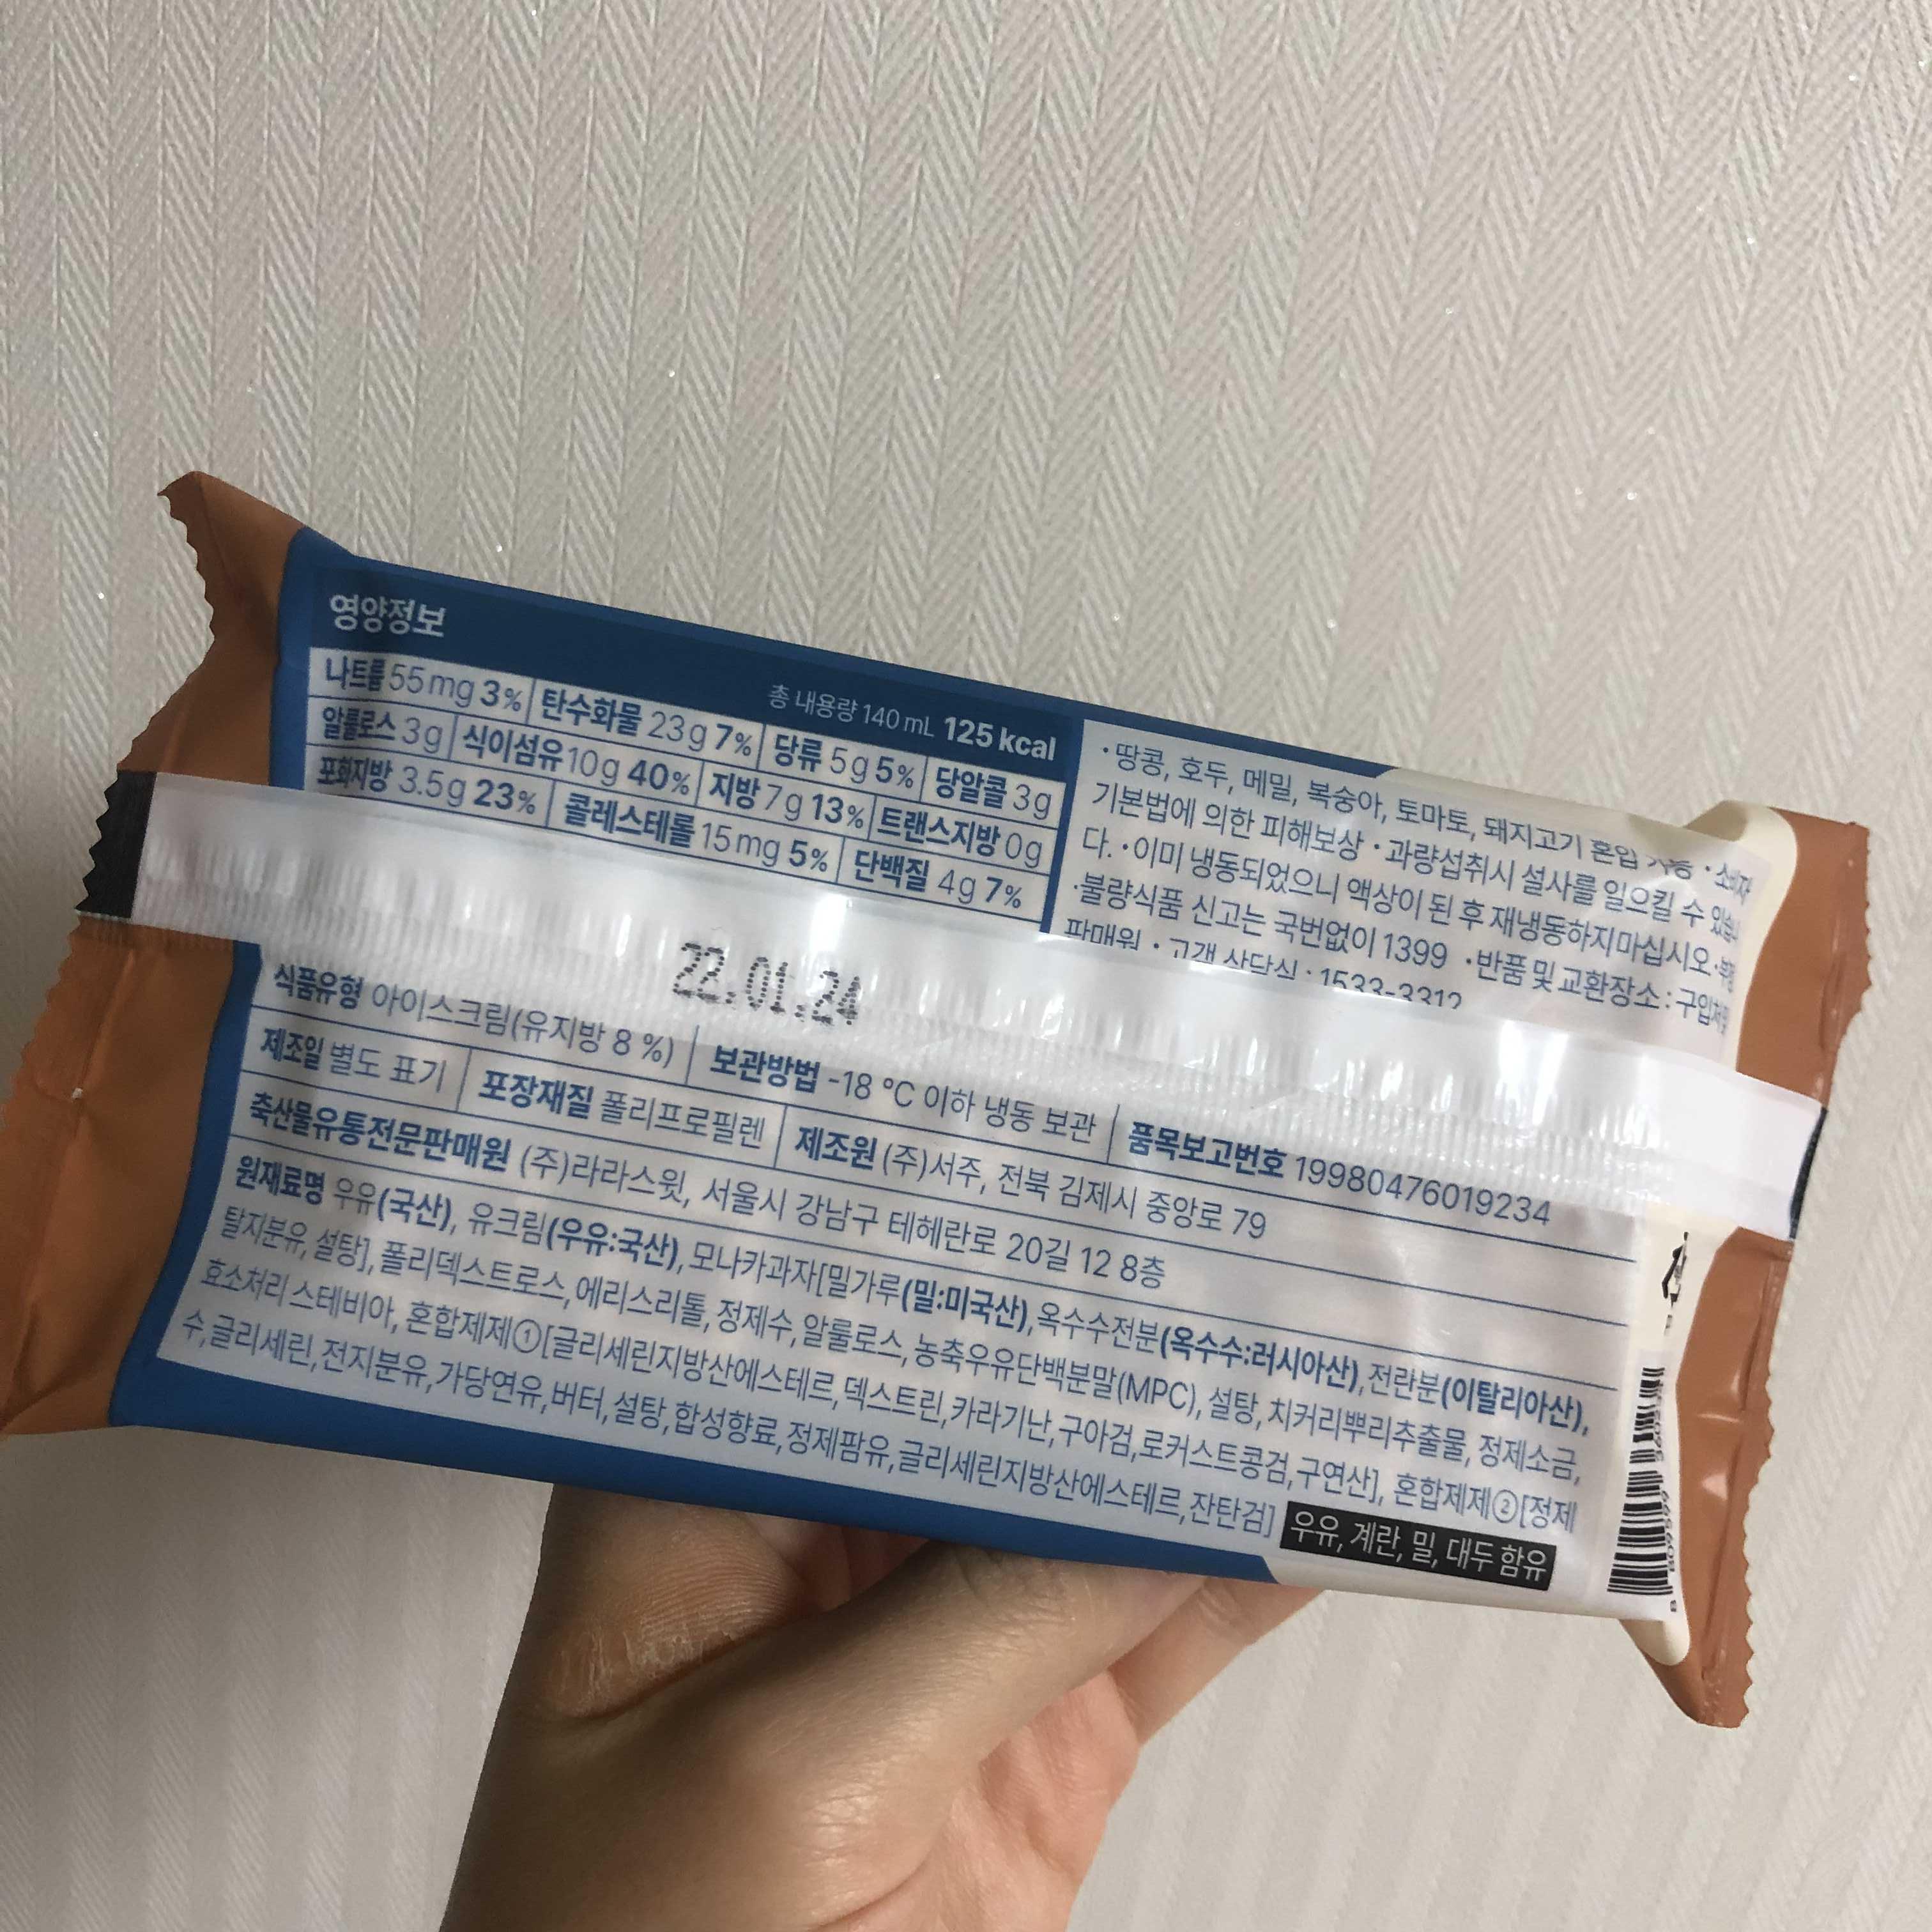 영양정보
총 내용량 140 mL 125 kcal
나트륨 55 mg 3% 탄수화물 23g 7% 당류 5g 5% 당알콜 3g
알룰로스 3g 식이섬유 10g 40% 지방 7g 13% 트랜스지방 0g
포화지방 3.5g 23% 콜레스테롤 15 mg 5% 단백질 4g 7%
·땅콩, 호두, 메밀, 복숭아, 토마토, 돼지고기 혼입 가능 ·소비자
기본법에 의한 피해보상 ·과량섭취시 설사를 일으킬 수 있습니
다. ·이미 냉동되었으니 액상이 된 후 재냉동하지마십시오.
·불량식품 신고는 국번없이 1399 ·반품 및 교환장소 : 구입처 및
판매원 ·고객 상담실 : 1533-3312
22.01.24
식품유형 아이스크림(유지방 8 %) 보관방법 -18 ℃ 이하 냉동 보관 품목보고번호 19980476019234
제조일 별도 표기 포장재질 폴리프로필렌 제조원 (주)서주, 전북 김제시 중앙로 79
축산물유통전문판매원 (주)라라스윗, 서울시 강남구 테헤란로 20길 12 8층
원재료명 우유(국산), 유크림(우유:국산), 모나카과자[밀가루(밀:미국산), 옥수수전분(옥수수:러시아산), 전란분(이탈리아산),
탈지분유, 설탕], 폴리덱스트로스, 에리스리톨, 정제수, 알룰로스, 농축우유단백분말(MPC), 설탕, 치커리뿌리추출물, 정제소금,
효소처리 스테비아, 혼합제제①[글리세린지방산에스테르, 덱스트린, 카라기난, 구아검, 로커스트콩검, 구연산], 혼합제제②[정제
수, 글리세린, 전지분유, 가당연유, 버터, 설탕, 합성향료, 정제팜유, 글리세린지방산에스테르, 잔탄검] 우유, 계란, 밀, 대두 함유